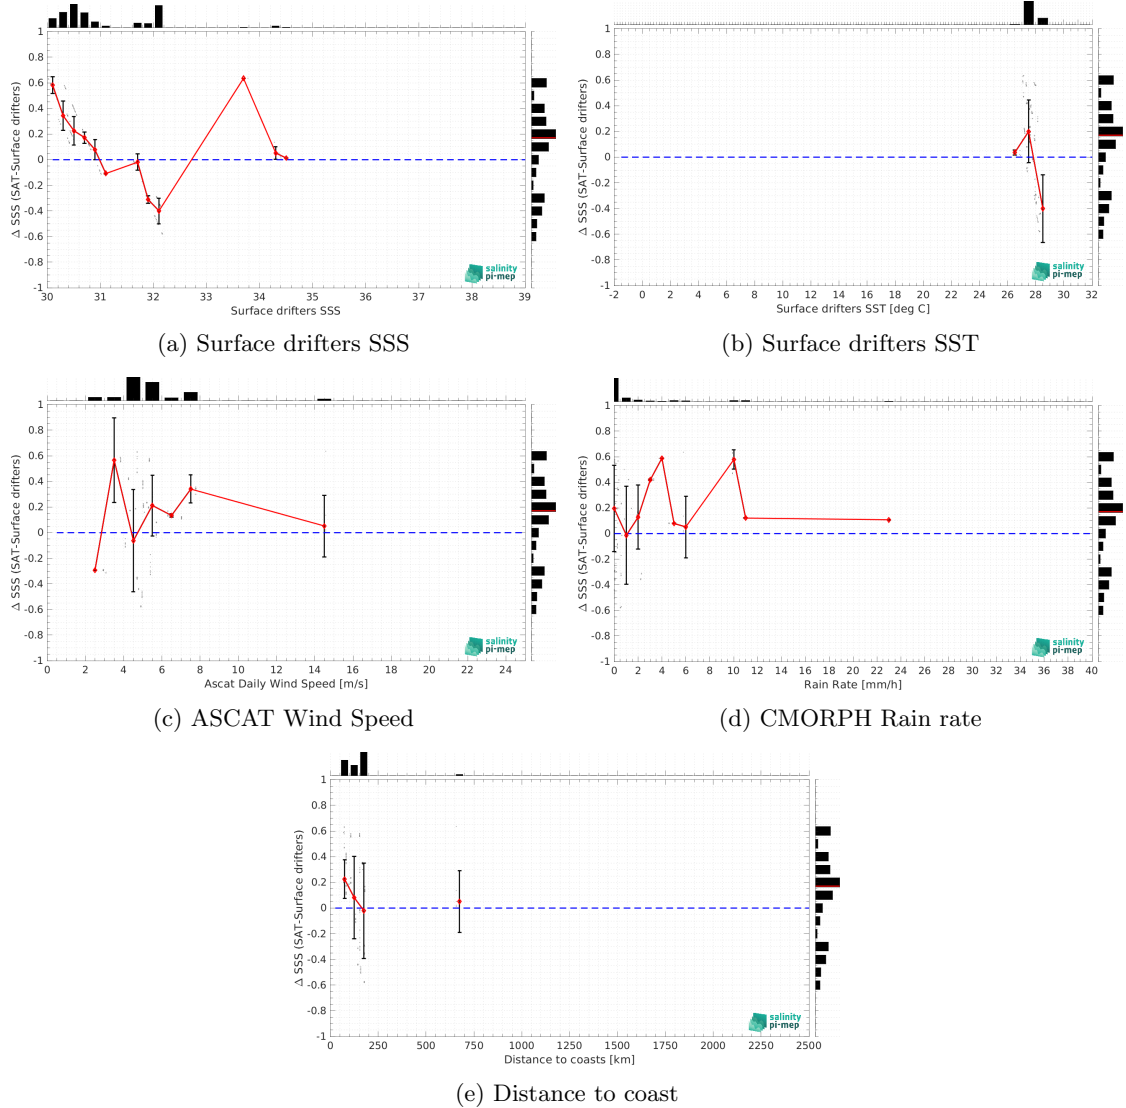 1
0.8
0.6
0.4
0.2
0
-0.2
-0.4
-0.6
-0.8
-1
Δ SSS (SAT-Surface drifters)
30 31 32 33 34 35 36 37 38 39
Surface drifters SSS
salinity
pi-mep
(a) Surface drifters SSS
1
0.8
0.6
0.4
0.2
0
-0.2
-0.4
-0.6
-0.8
-1
Δ SSS (SAT-Surface drifters)
-2 0 2 4 6 8 10 12 14 16 18 20 22 24 26 28 30 32
Surface drifters SST [deg C]
salinity
pi-mep
(b) Surface drifters SST
1
0.8
0.6
0.4
0.2
0
-0.2
-0.4
-0.6
-0.8
-1
Δ SSS (SAT-Surface drifters)
0 2 4 6 8 10 12 14 16 18 20 22 24
Ascat Daily Wind Speed [m/s]
salinity
pi-mep
(c) ASCAT Wind Speed
1
0.8
0.6
0.4
0.2
0
-0.2
-0.4
-0.6
-0.8
-1
Δ SSS (SAT-Surface drifters)
0 2 4 6 8 10 12 14 16 18 20 22 24 26 28 30 32 34 36 38 40
Rain Rate [mm/h]
salinity
pi-mep
(d) CMORPH Rain rate
1
0.8
0.6
0.4
0.2
0
-0.2
-0.4
-0.6
-0.8
-1
Δ SSS (SAT-Surface drifters)
0 250 500 750 1000 1250 1500 1750 2000 2250 2500
Distance to coasts [km]
salinity
pi-mep
(e) Distance to coast